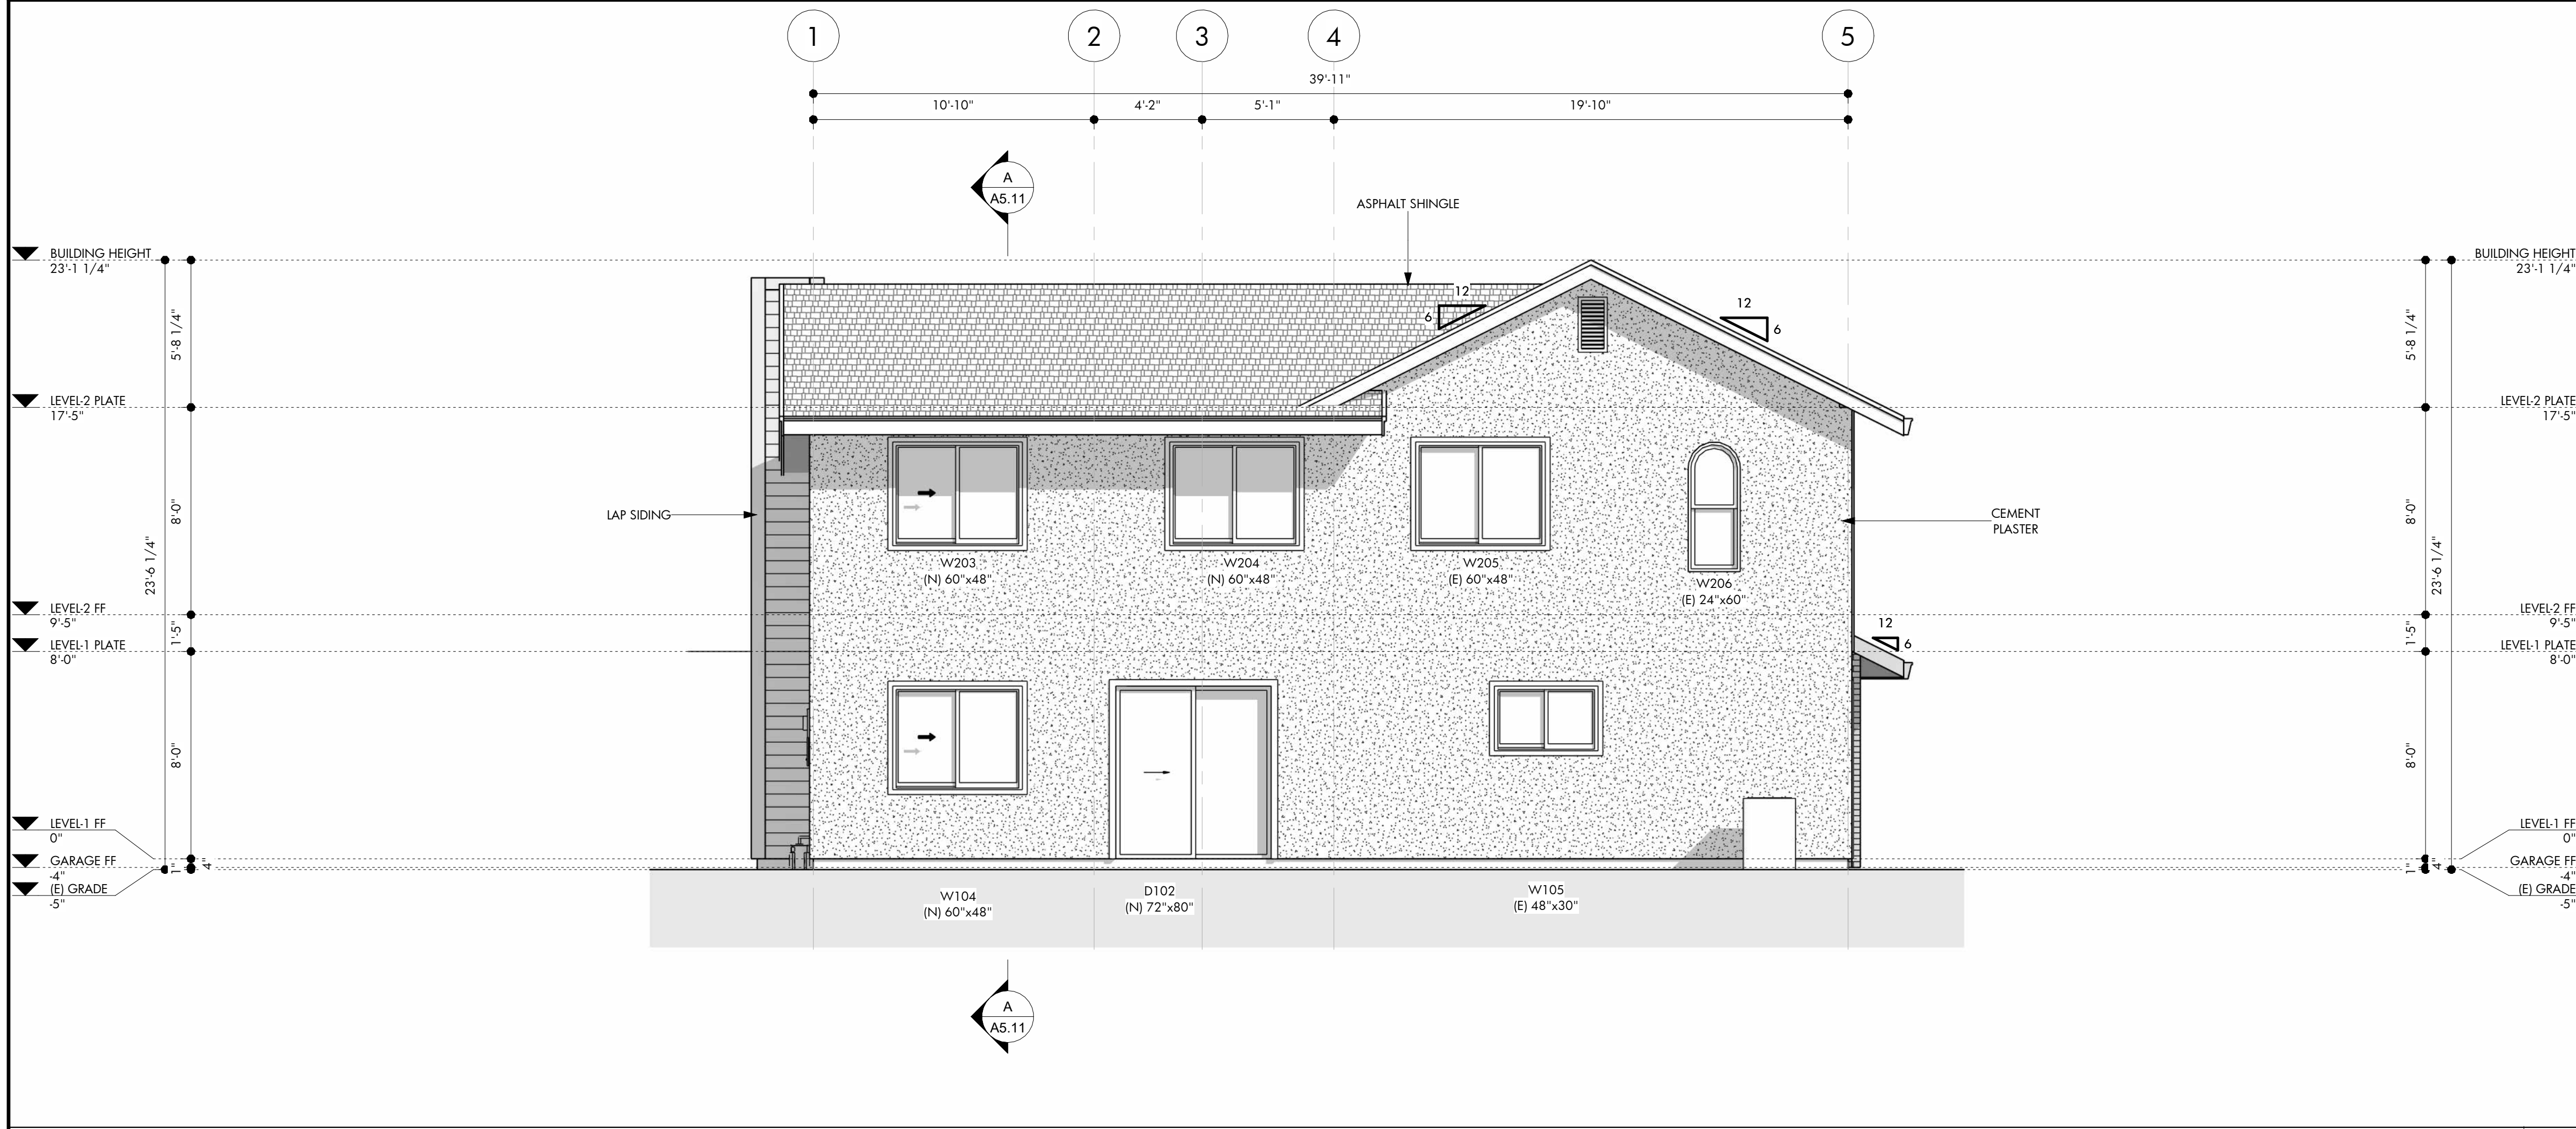 1 2 3 4 5
39'-11"
10'-10" 4'-2" 5'-1" 19'-10"
A
A5.11
ASPHALT SHINGLE
BUILDING HEIGHT
23'-1 1/4"
BUILDING HEIGHT
23'-1 1/4"
12
6
12
6
5'-8 1/4"
5'-8 1/4"
LEVEL-2 PLATE
17'-5"
LEVEL-2 PLATE
17'-5"
LAP SIDING
CEMENT
PLASTER
8'-0"
8'-0"
23'-6 1/4"
23'-6 1/4"
W203
(N) 60"x48"
W204
(N) 60"x48"
W205
(E) 60"x48"
W206
(E) 24"x60"
LEVEL-2 FF
9'-5"
LEVEL-2 FF
9'-5"
1'-5"
1'-5"
12
6
LEVEL-1 PLATE
8'-0"
LEVEL-1 PLATE
8'-0"
8'-0"
8'-0"
LEVEL-1 FF
0"
LEVEL-1 FF
0"
GARAGE FF
-4"
GARAGE FF
-4"
1"
4"
1"
4"
(E) GRADE
-5"
(E) GRADE
-5"
W104
(N) 60"x48"
D102
(N) 72"x80"
W105
(E) 48"x30"
A
A5.11